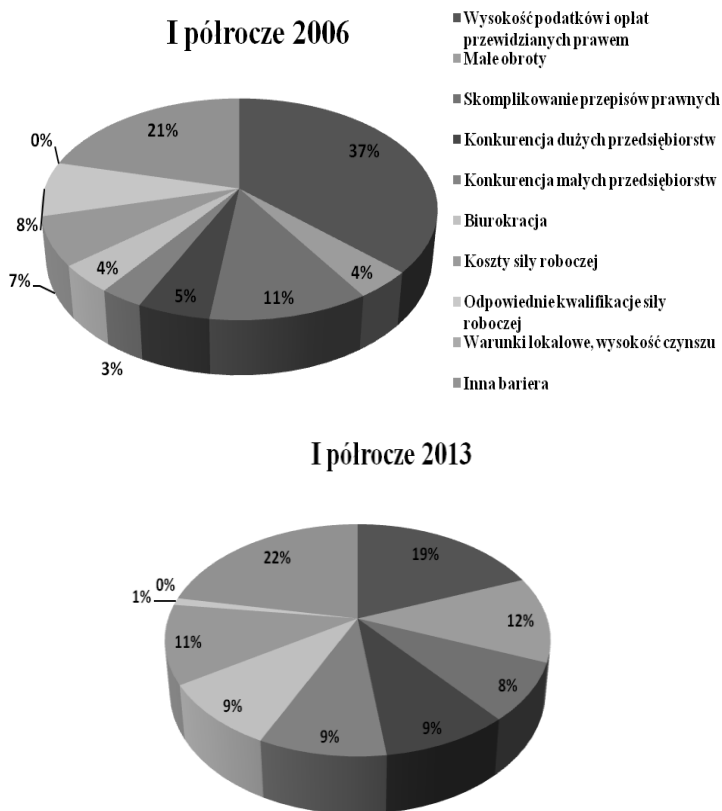 I półrocze 2006
Wysokość podatków i opłat
przewidzianych prawem
Małe obroty
Skomplikowanie przepisów prawnych
Konkurencja dużych przedsiębiorstw
Konkurencja małych przedsiębiorstw
Biurokracja
Koszty siły roboczej
Odpowiednie kwalifikacje siły
roboczej
Warunki lokalowe, wysokość czynszu
Inna bariera
37%
4%
11%
5%
3%
4%
7%
8%
0%
21%
I półrocze 2013
19%
12%
8%
9%
9%
9%
11%
1%
0%
22%